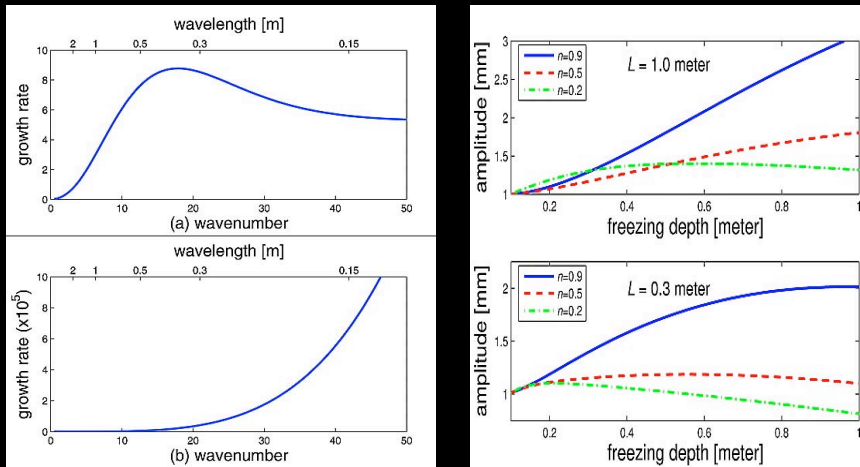 wavelength [m]
2 1 0.5 0.3 0.15
10
8
6
4
2
0
growth rate
0 10 20 30 40 50
(a) wavenumber
wavelength [m]
2 1 0.5 0.3 0.15
10
8
6
4
2
0
growth rate (x10⁵)
0 10 20 30 40 50
(b) wavenumber
3
2.5
2
1.5
1
amplitude [mm]
n=0.9
n=0.5
n=0.2
L = 1.0 meter
0.2 0.4 0.6 0.8 1
freezing depth [meter]
2
1
amplitude [mm]
n=0.9
n=0.5
n=0.2
L = 0.3 meter
0.2 0.4 0.6 0.8 1
freezing depth [meter]